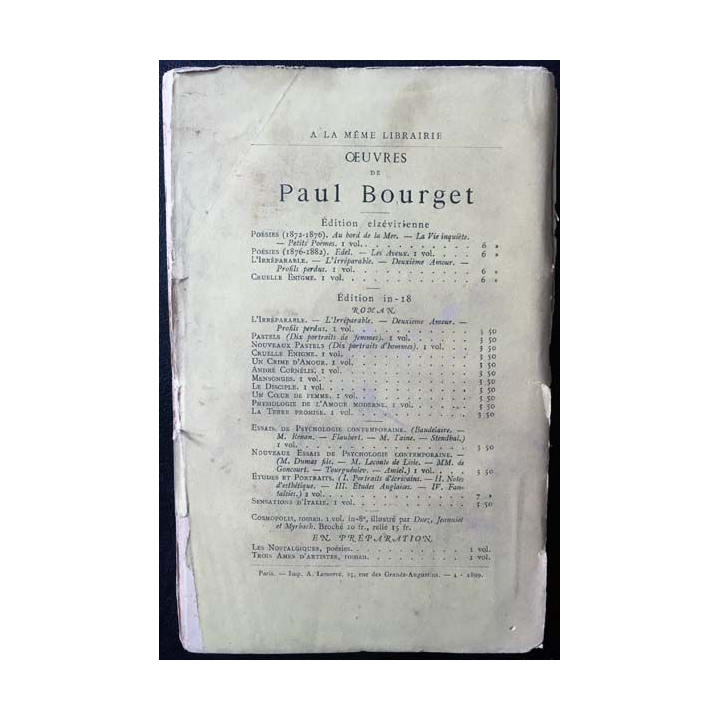 A LA MÊME LIBRAIRIE
ŒUVRES
DE
Paul Bourget
Édition elzévirienne
POÉSIES (1872-1876). Au bord de la Mer. — La Vie inquiète.
— Petits Poèmes. 1 vol. . . . . . . . . . . . 6 »
POÉSIES (1876-1882). Edel. — Les Aveux. 1 vol. . . . 6 »
L'IRRÉPARABLE. — L'Irréparable. — Deuxième Amour. —
Profils perdus. 1 vol. . . . . . . . . . . . 6 »
CRUELLE ENIGME. 1 vol. . . . . . . . . . . . 6 »
Édition in-18
ROMAN
L'IRRÉPARABLE. — L'Irréparable. — Deuxième Amour. —
Profils perdus. 1 vol. . . . . . . . . . . . 3 50
PASTELS (Dix portraits de femmes). 1 vol. . . . . . . 3 50
NOUVEAUX PASTELS (Dix portraits d'hommes). 1 vol. . . . 3 50
CRUELLE ENIGME. 1 vol. . . . . . . . . . . . 3 50
UN CRIME D'AMOUR. 1 vol. . . . . . . . . . . 3 50
ANDRÉ CORNÉLIS. 1 vol. . . . . . . . . . . . 3 50
MENSONGES. 1 vol. . . . . . . . . . . . . . 3 50
LE DISCIPLE. 1 vol. . . . . . . . . . . . . 3 50
UN CŒUR DE FEMME. 1 vol. . . . . . . . . . . 3 50
PHYSIOLOGIE DE L'AMOUR MODERNE. 1 vol. . . . . . . 3 50
LA TERRE PROMISE. 1 vol. . . . . . . . . . . 3 50
ESSAIS DE PSYCHOLOGIE CONTEMPORAINE. (Baudelaire. —
M. Renan. — Flaubert. — M. Taine. — Stendhal.)
1 vol. . . . . . . . . . . . . . . . . 3 50
NOUVEAUX ESSAIS DE PSYCHOLOGIE CONTEMPORAINE. —
(M. Dumas fils. — M. Leconte de Lisle. — MM. de
Goncourt. — Tourguéniev. — Amiel.) 1 vol. . . . . 3 50
ÉTUDES ET PORTRAITS. (I. Portraits d'écrivains. — II. Notes
d'esthétique. — III. Études Anglaises. — IV. Fan-
taisies.) 2 vol. . . . . . . . . . . . . . 7 »
SENSATIONS D'ITALIE. 1 vol. . . . . . . . . . 3 50
COSMOPOLIS, roman. 1 vol. in-8°, illustré par Duez, Jeanniot
et Myrbach. Broché 10 fr., relié 15 fr.
EN PRÉPARATION
LES NOSTALGIQUES, poésies. . . . . . . . . . . 1 vol.
TROIS AMES D'ARTISTES, roman. . . . . . . . . . 1 vol.
Paris. — Imp. A. Lemerre, 25, rue des Grands-Augustins. — 4 - 1899.